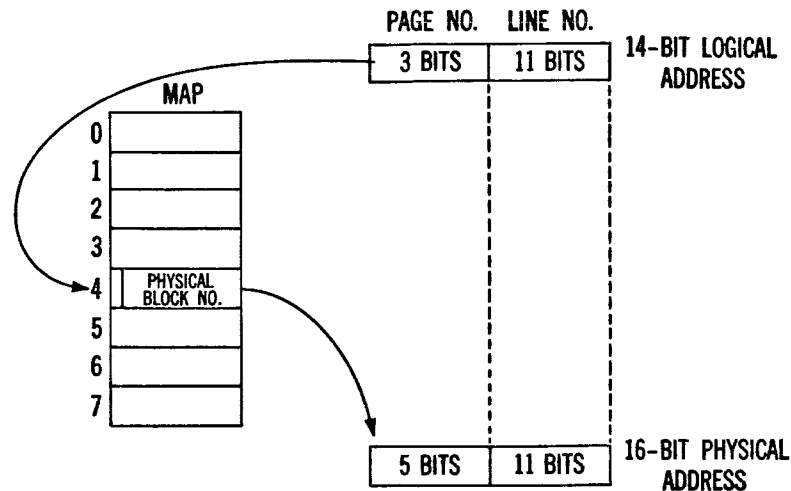 PAGE NO. LINE NO.
3 BITS 11 BITS
14-BIT LOGICAL
ADDRESS
MAP
0
1
2
3
4 PHYSICAL
BLOCK NO.
5
6
7
5 BITS 11 BITS
16-BIT PHYSICAL
ADDRESS